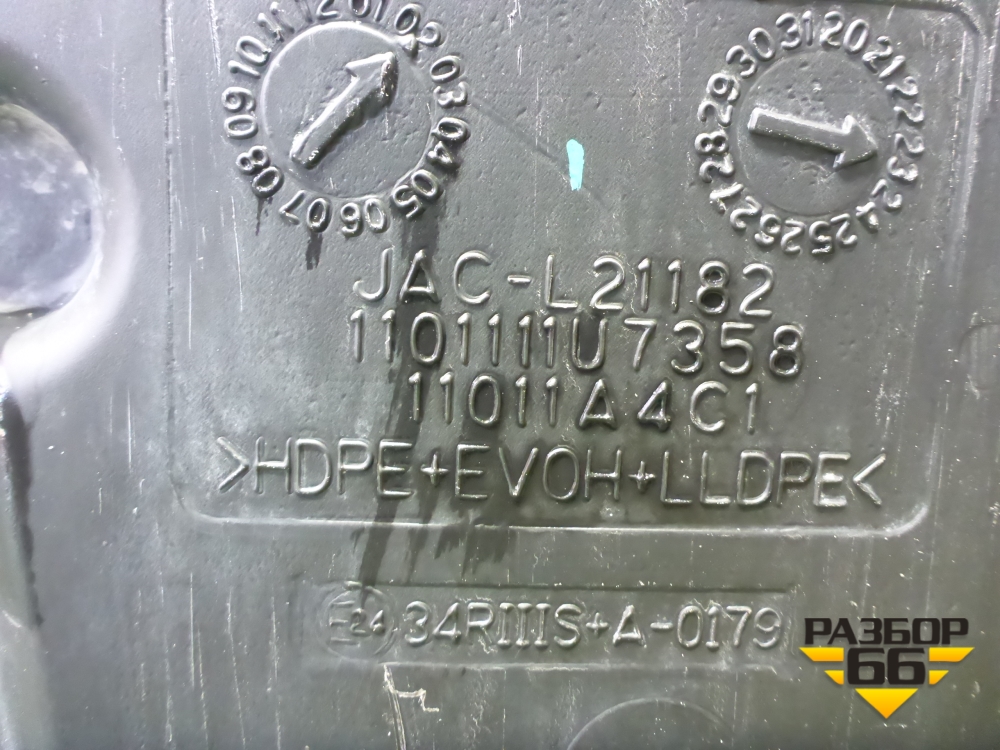 01 02 03 04 05 06 07 08 09 10 11 12
20 21 22 23 24 25 26 27 28 29 30 31
JAC-L21182
1101111U7358
11011A4C1
>HDPE+EVOH+LLDPE<
E24 34RIIIS+A-0179
РАЗБОР
66